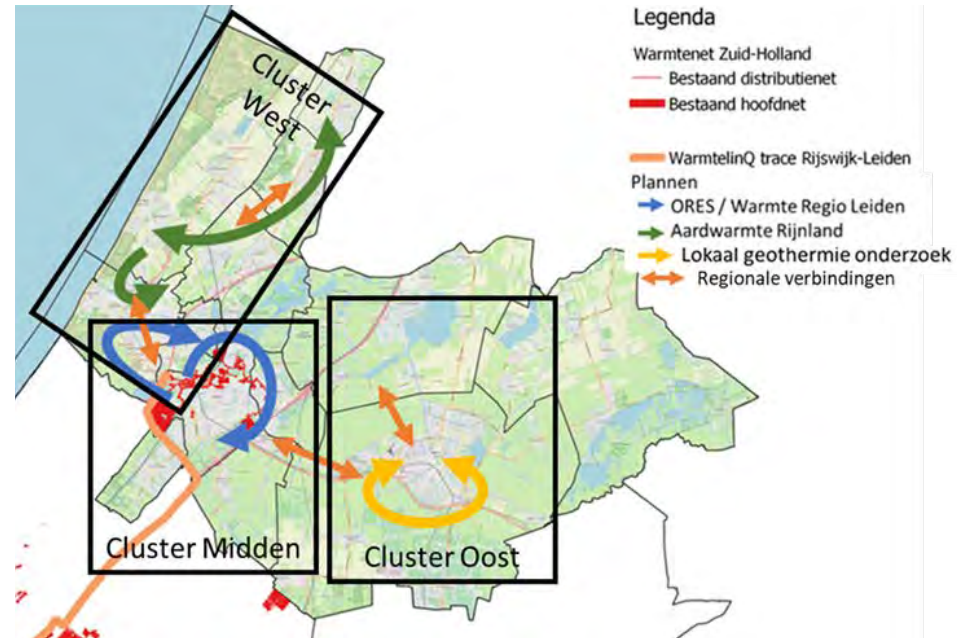 Cluster
West
Cluster Midden
Cluster Oost
Legenda
Warmtenet Zuid-Holland
Bestaand distributienet
Bestaand hoofdnet
WarmtelinQ trace Rijswijk-Leiden
Plannen
ORES / Warmte Regio Leiden
Aardwarmte Rijnland
Lokaal geothermie onderzoek
Regionale verbindingen